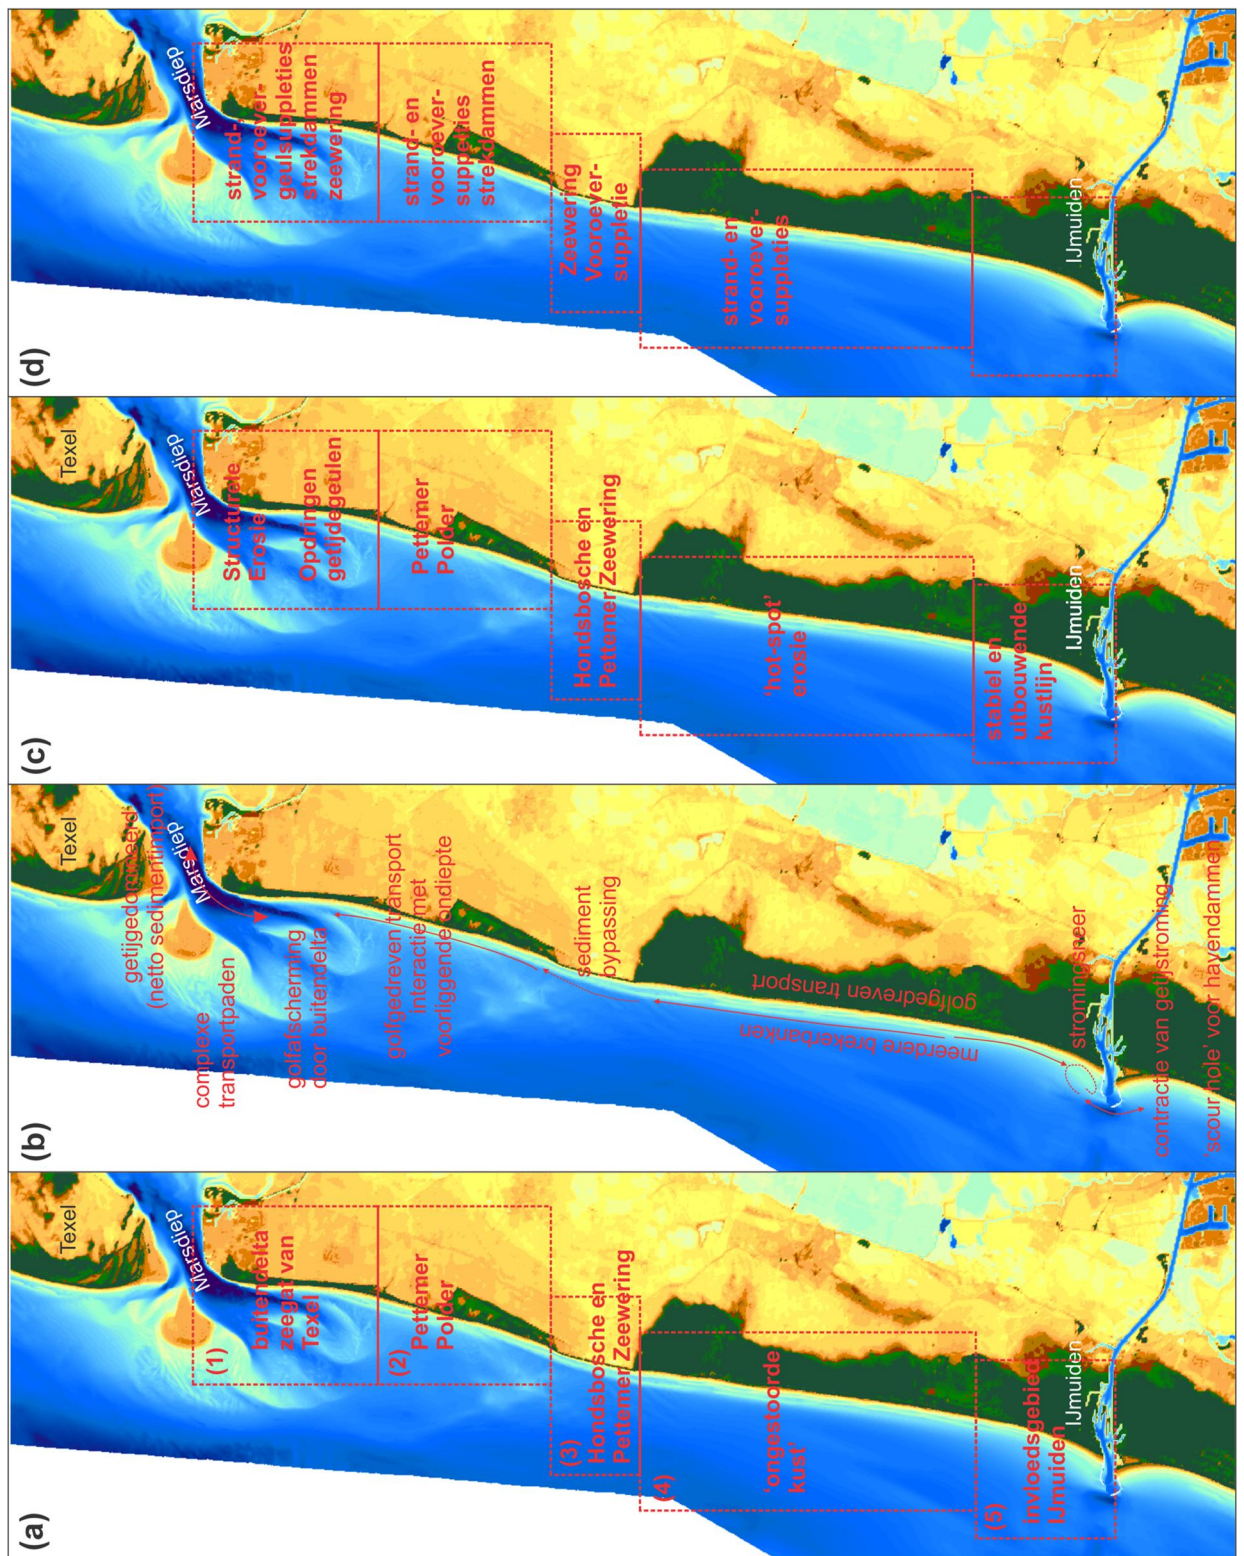 (a)
Texel
Marsdiep
(1)
buitendelta
zeegat van
Texel
(2)
Pettemer
Polder
(3)
Hondsbosche en
Pettemer Zeewering
(4)
‘ongestoorde
kust’
(5)
invloedsgebied
IJmuiden
IJmuiden
(b)
Texel
Marsdiep
getijgedomineerd
(netto sedimentimport)
complexe
transportpaden
golfafscherming
door buitendelta
golfgedreven transport
interactie met
voorliggende ondiepte
sediment
bypassing
golfgedreven transport
meerdere brekerbanken
stromingsneer
contractie van getijstroming
‘scour hole’ voor havendammen
(c)
Texel
Marsdiep
Structurele
Erosie
Opdringen
getijdegeulen
Pettemer
Polder
Hondsbosche en
Pettemer Zeewering
‘hot-spot’
erosie
stabiel en
uitbouwende
kustlijn
IJmuiden
(d)
Marsdiep
strand-
vooroever-
geulsuppleties
strekdammen
zeewering
strand- en
vooroever-
suppeties
strekdammen
Zeewering
Vooroever-
suppletie
strand- en
vooroever-
suppleties
IJmuiden